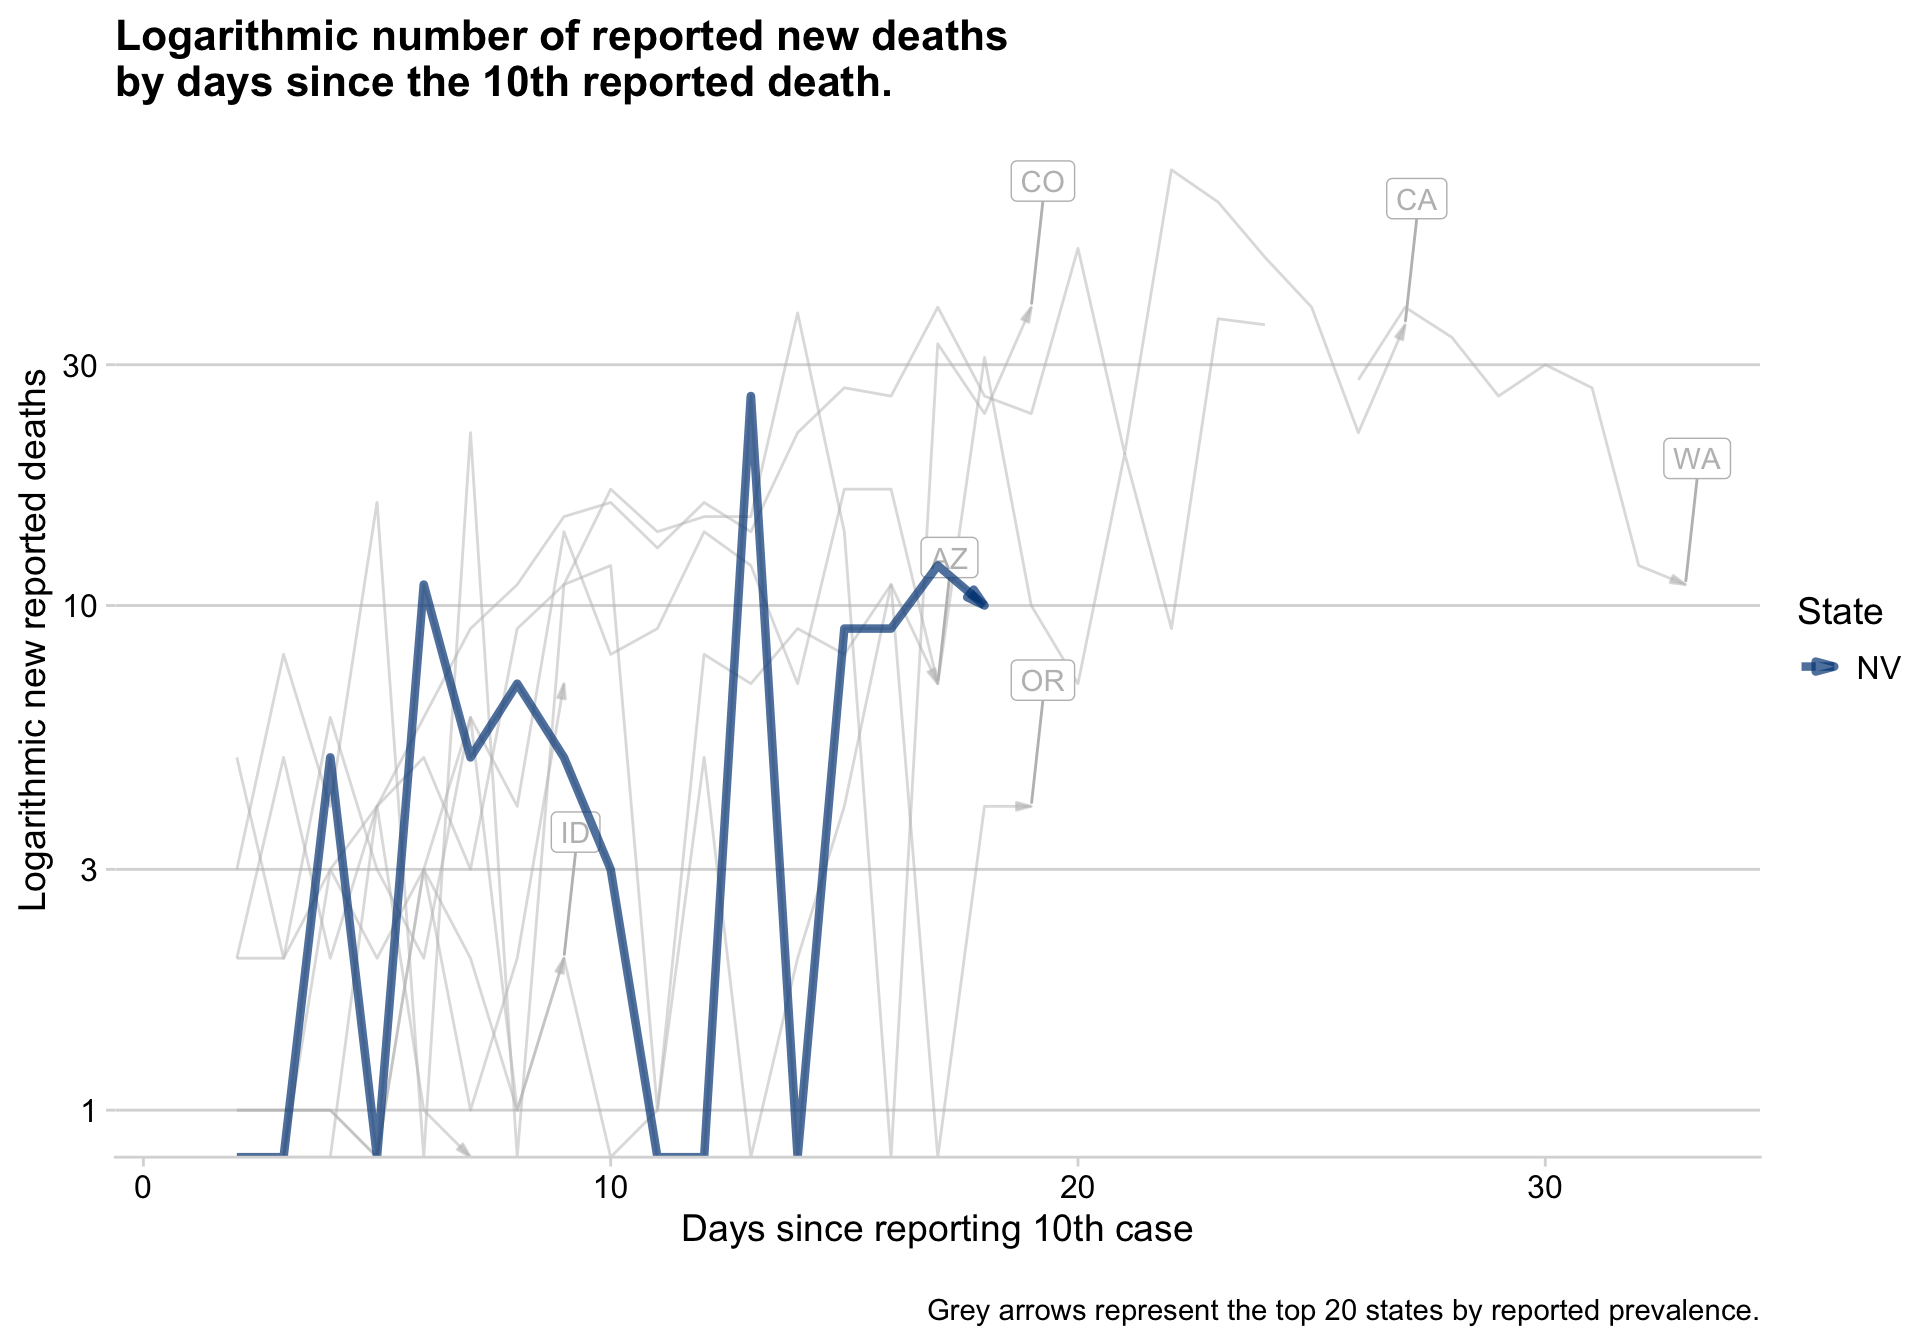 Logarithmic number of reported new deaths
by days since the 10th reported death.
CO
CA
30
WA
AZ
10
State
NV
OR
ID
3
1
Logarithmic new reported deaths
0 10 20 30
Days since reporting 10th case
Grey arrows represent the top 20 states by reported prevalence.